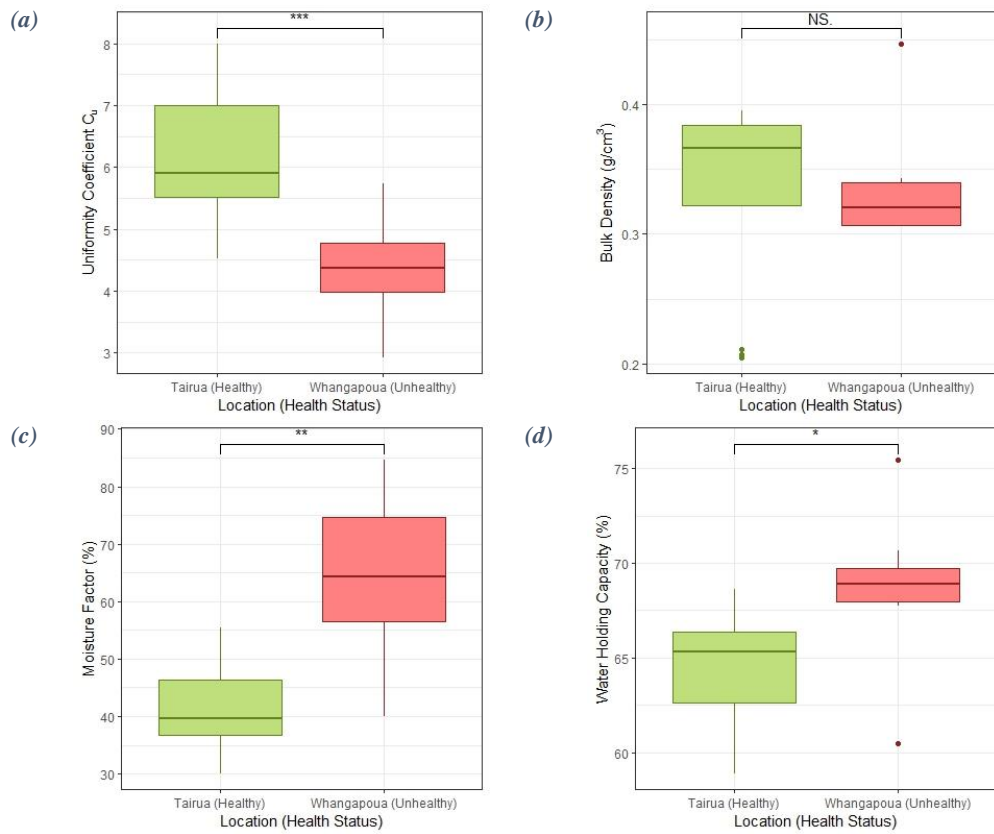 (a)
***
8
7
6
5
4
3
Uniformity Coefficient Cu
Tairua (Healthy) Whangapoua (Unhealthy)
Location (Health Status)
(b)
NS.
0.4
0.3
0.2
Bulk Density (g/cm³)
Tairua (Healthy) Whangapoua (Unhealthy)
Location (Health Status)
(c)
**
90
80
70
60
50
40
30
Moisture Factor (%)
Tairua (Healthy) Whangapoua (Unhealthy)
Location (Health Status)
(d)
*
75
70
65
60
Water Holding Capacity (%)
Tairua (Healthy) Whangapoua (Unhealthy)
Location (Health Status)